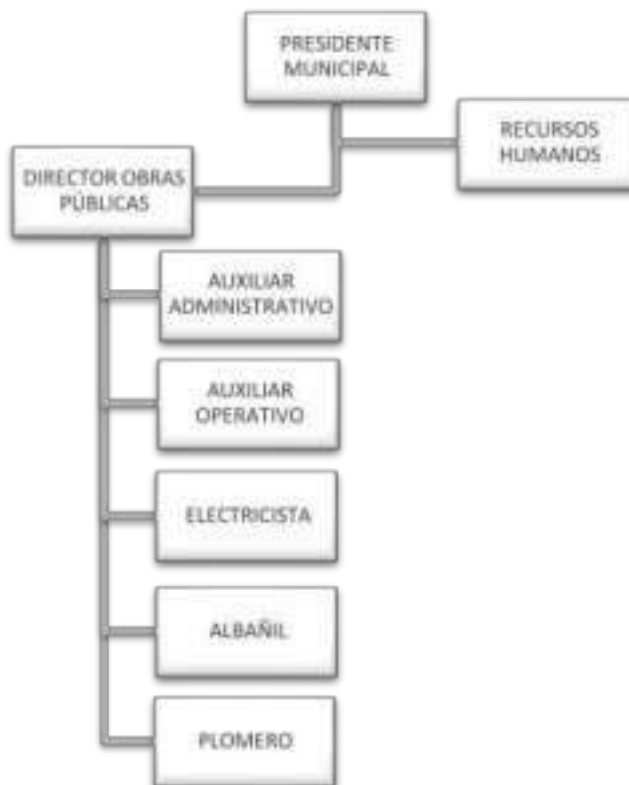 PRESIDENTE
MUNICIPAL
RECURSOS
HUMANOS
DIRECTOR OBRAS
PÚBLICAS
AUXILIAR
ADMINISTRATIVO
AUXILIAR
OPERATIVO
ELECTRICISTA
ALBAÑIL
PLOMERO